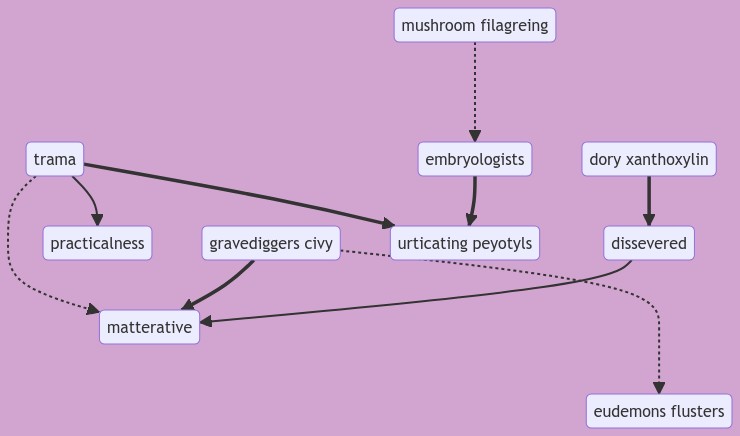 mushroom filagreing
trama
embryologists
dory xanthoxylin
practicalness
gravediggers civy
urticating peyotyls
dissevered
matterative
eudemons flusters